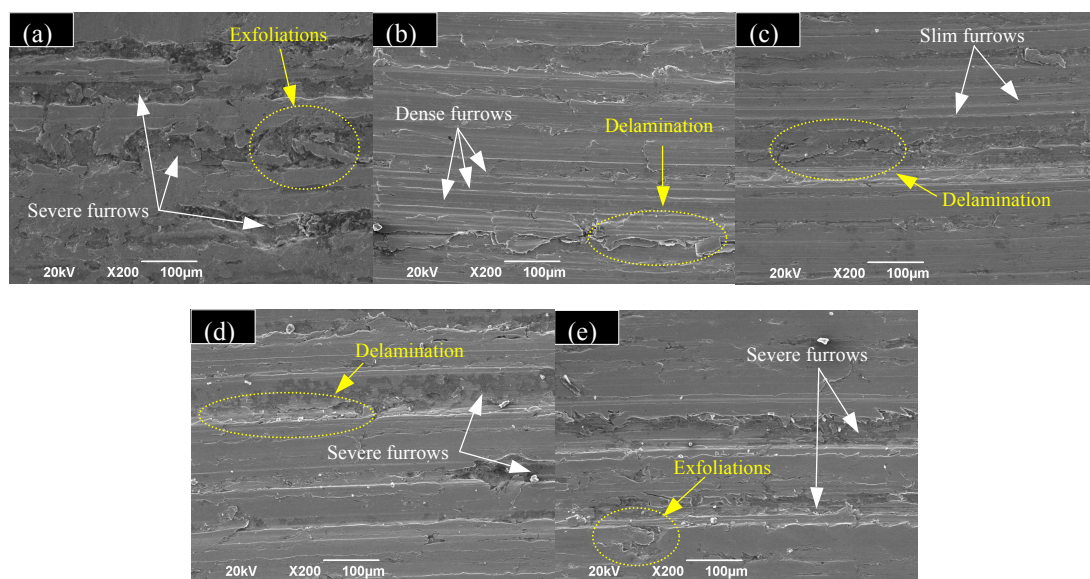 (a)
Exfoliations
Severe furrows
20kV X200 100μm
(b)
Dense furrows
Delamination
20kV X200 100μm
(c)
Slim furrows
Delamination
20kV X200 100μm
(d)
Delamination
Severe furrows
20kV X200 100μm
(e)
Severe furrows
Exfoliations
20kV X200 100μm